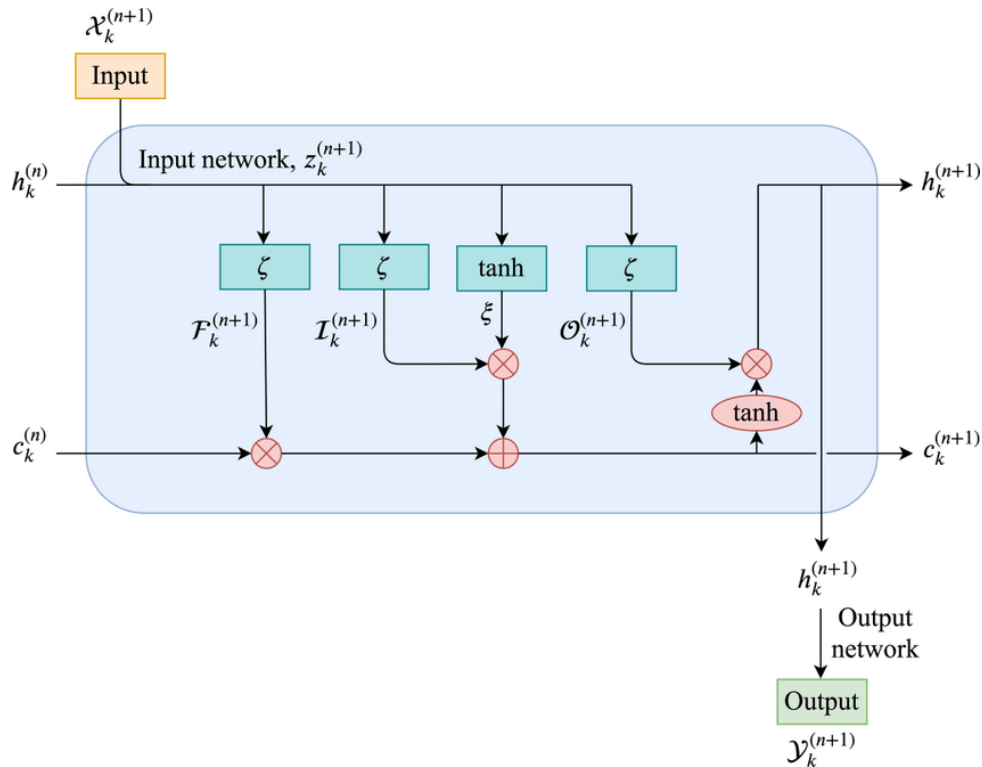 𝒳_k^{(n+1)}
Input
Input network, z_k^{(n+1)}
h_k^{(n)}
h_k^{(n+1)}
ζ
ζ
tanh
ζ
ℱ_k^{(n+1)}
ℐ_k^{(n+1)}
ξ
𝒪_k^{(n+1)}
tanh
c_k^{(n)}
c_k^{(n+1)}
h_k^{(n+1)}
Output
network
Output
𝒴_k^{(n+1)}